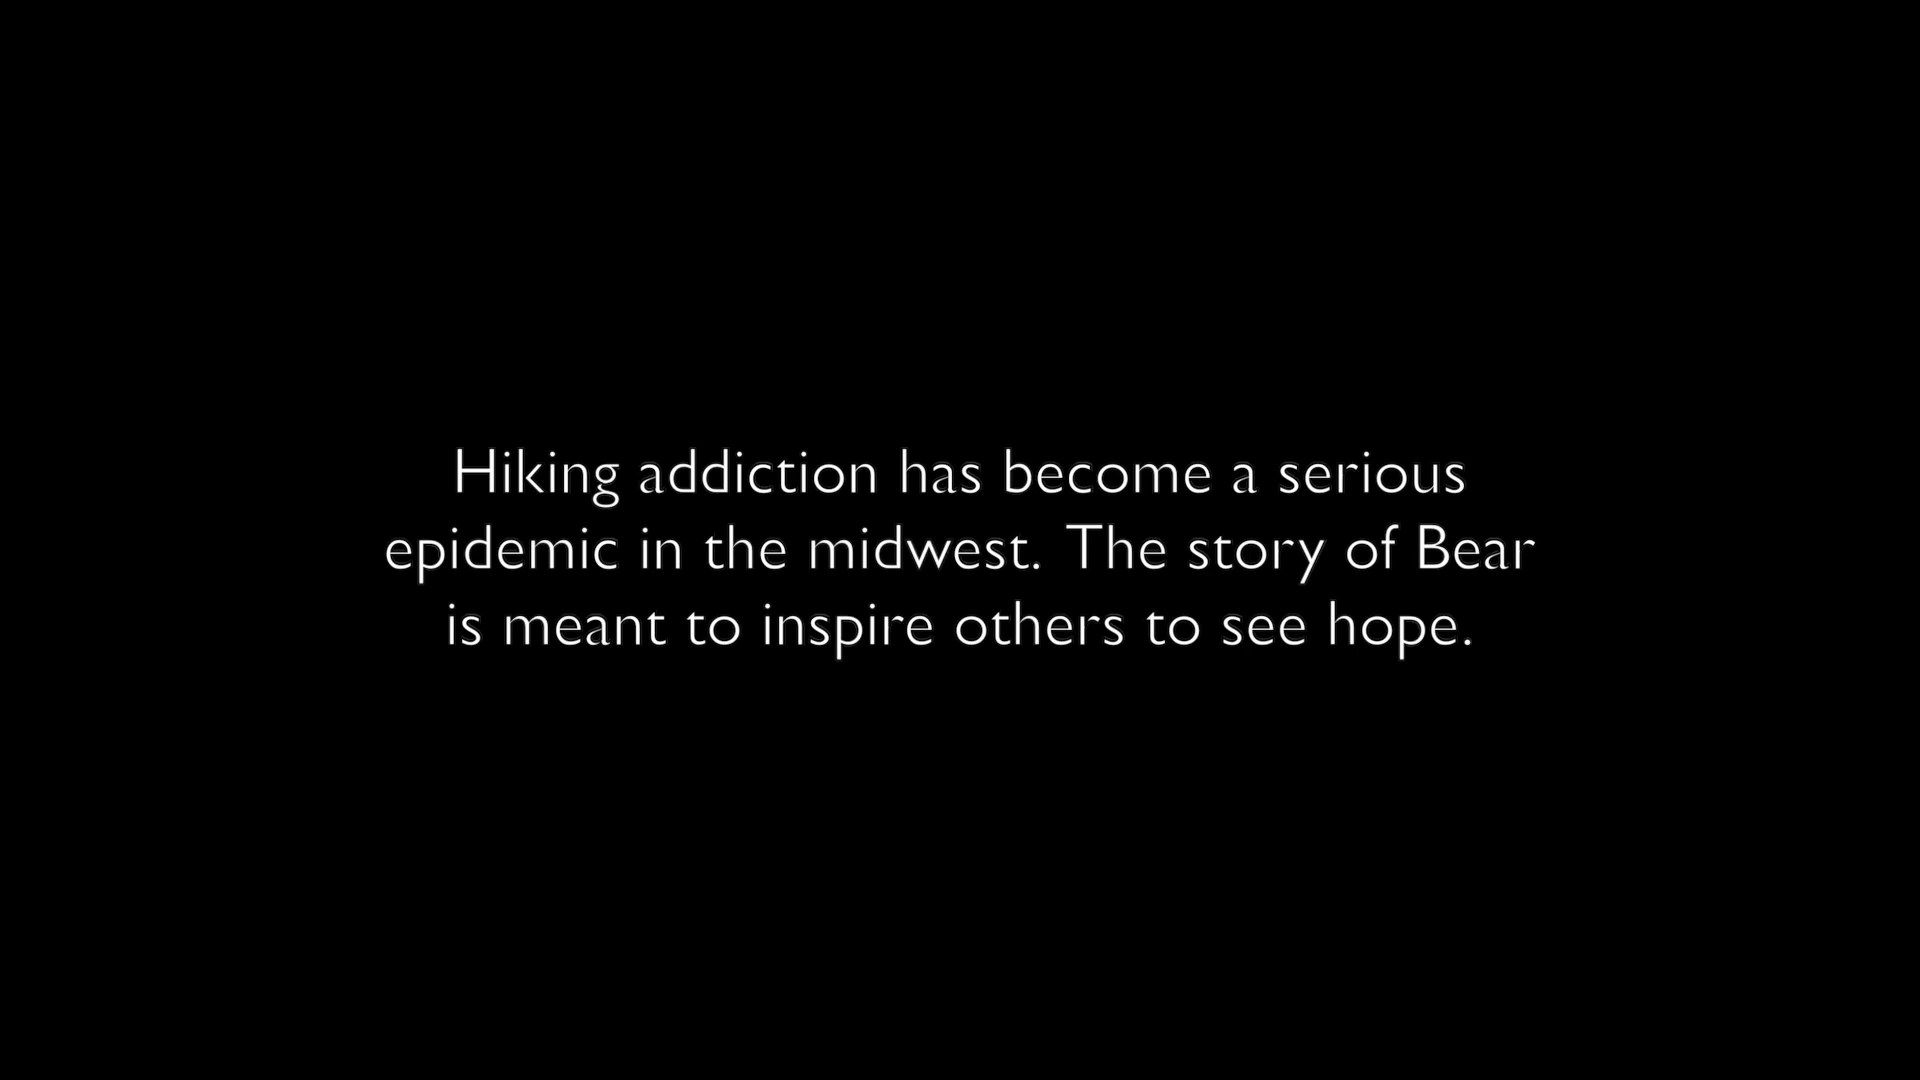 Hiking addiction has become a serious
epidemic in the midwest. The story of Bear
is meant to inspire others to see hope.